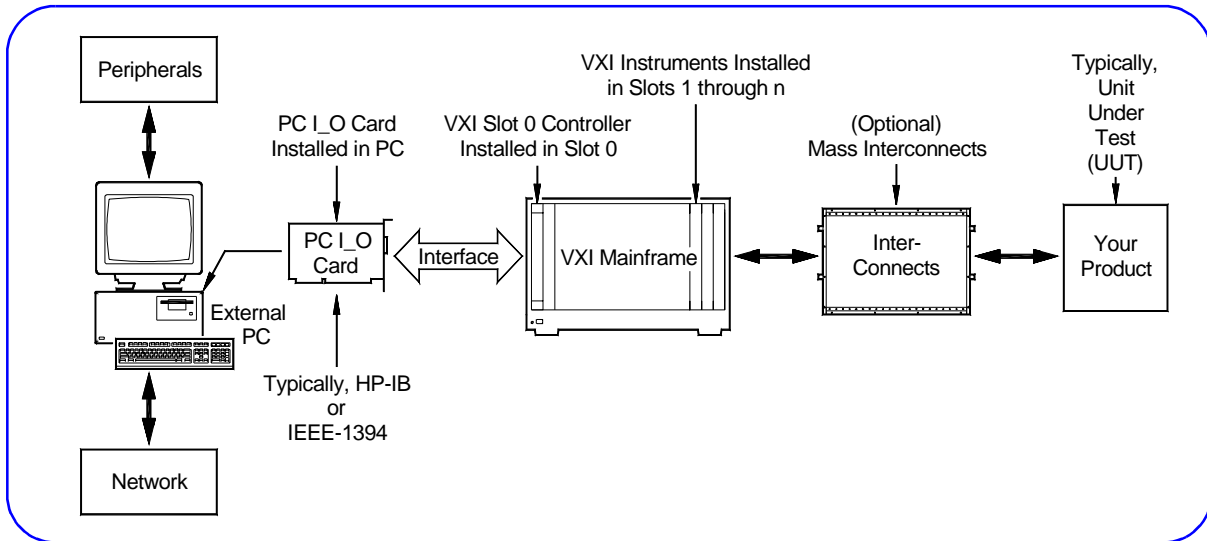 Peripherals
PC I_O Card
Installed in PC
VXI Slot 0 Controller
Installed in Slot 0
VXI Instruments Installed
in Slots 1 through n
(Optional)
Mass Interconnects
Typically,
Unit
Under
Test
(UUT)
External
PC
PC I_O
Card
Interface
VXI Mainframe
Inter-
Connects
Your
Product
Typically, HP-IB
or
IEEE-1394
Network